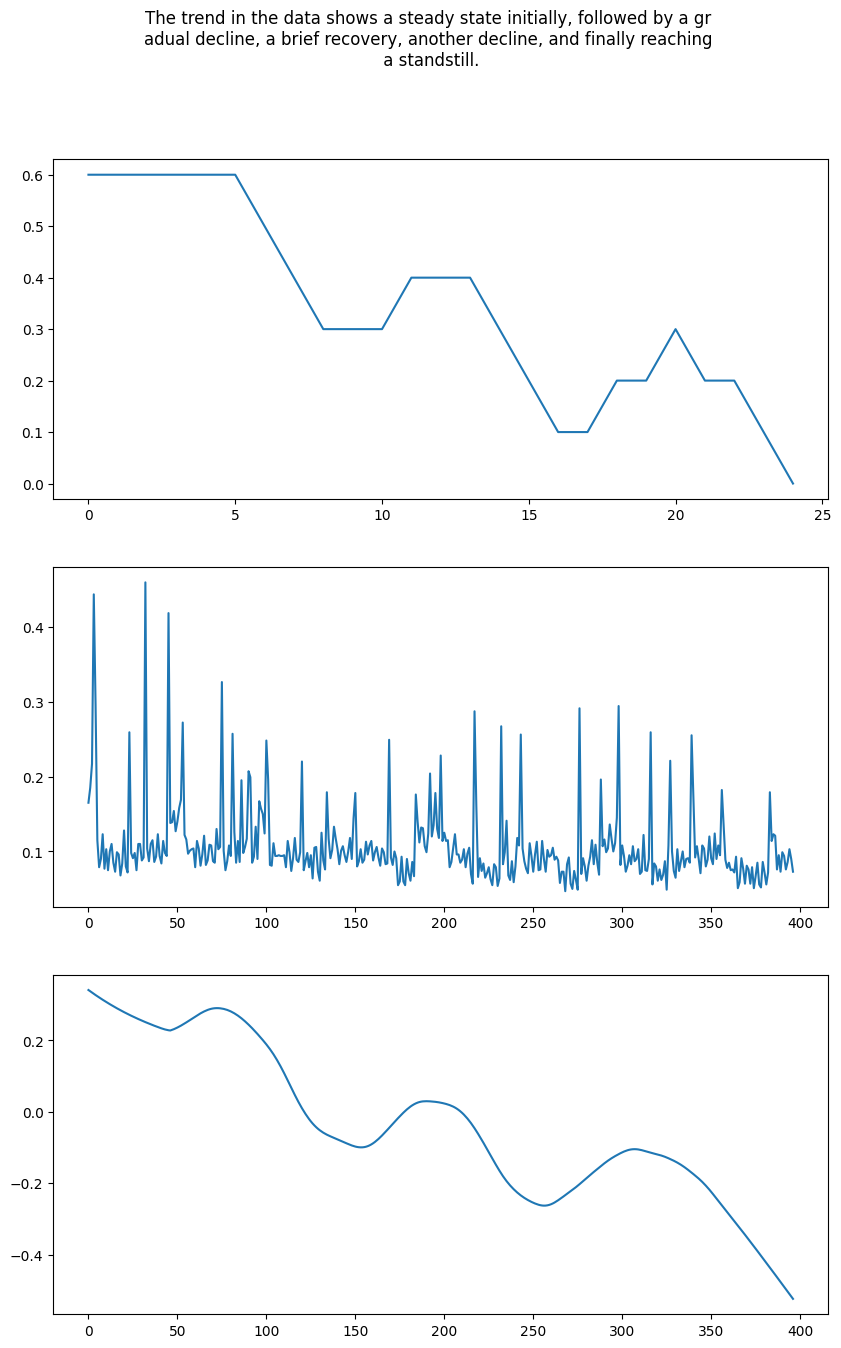 The trend in the data shows a steady state initially, followed by a gr
adual decline, a brief recovery, another decline, and finally reaching
a standstill.
0.6
0.5
0.4
0.3
0.2
0.1
0.0
0 5 10 15 20 25
0.4
0.3
0.2
0.1
0 50 100 150 200 250 300 350 400
0.2
0.0
−0.2
−0.4
0 50 100 150 200 250 300 350 400